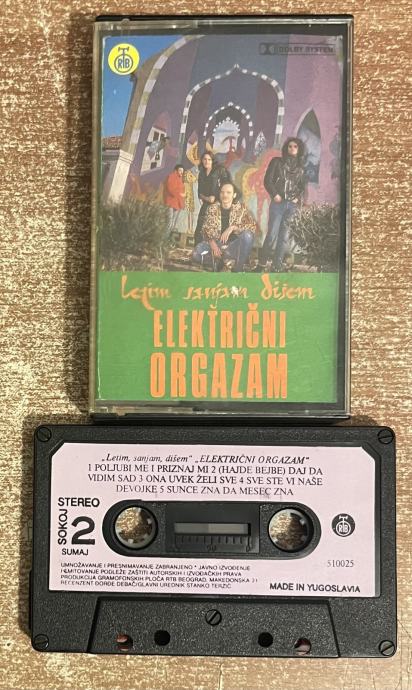 RTB
DOLBY SYSTEM
Letim sanjam dišem
ELEKTRIČNI
ORGAZAM
„Letim, sanjam, dišem” „ELEKTRIČNI ORGAZAM”
1 POLJUBI ME I PRIZNAJ MI 2 (HAJDE BEJBE) DAJ DA
VIDIM SAD 3 ONA UVEK ŽELI SVE 4 SVE STE VI NAŠE
DEVOJKE 5 SUNCE ZNA DA MESEC ZNA
SOKOJ
STEREO
2
SUMAJ
RTB
510025
UMNOŽAVANJE I PRESNIMAVANJE ZABRANJENO * JAVNO IZVOĐENJE
I EMITOVANJE PODLEŽE ZAŠTITI AUTORSKIH I IZVOĐAČKIH PRAVA
PRODUKCIJA GRAMOFONSKIH PLOČA RTB BEOGRAD, MAKEDONSKA 21
RECENZENT ĐORĐE DEBAČ/GLAVNI UREDNIK STANKO TERZIĆ
MADE IN YUGOSLAVIA